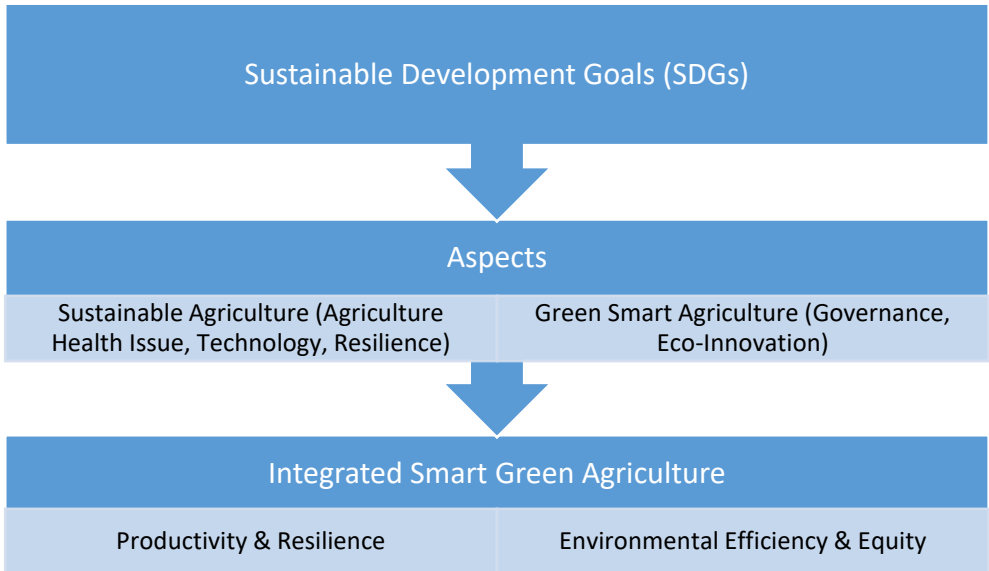 Sustainable Development Goals (SDGs)
Aspects
Sustainable Agriculture (Agriculture
Health Issue, Technology, Resilience)
Green Smart Agriculture (Governance,
Eco-Innovation)
Integrated Smart Green Agriculture
Productivity & Resilience
Environmental Efficiency & Equity